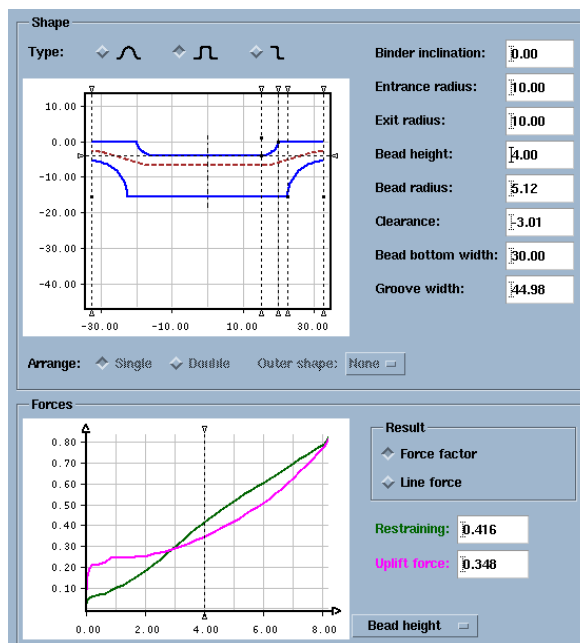 Shape
Type:
Binder inclination: 0.00
Entrance radius: 10.00
Exit radius: 10.00
Bead height: 4.00
Bead radius: 5.12
Clearance: -3.01
Bead bottom width: 30.00
Groove width: 44.98
10.00
0.00
-10.00
-20.00
-30.00
-40.00
-30.00 -10.00 10.00 30.00
Arrange: Single Double Outer shape: None
Forces
0.80
0.70
0.60
0.50
0.40
0.30
0.20
0.10
0.00 2.00 4.00 6.00 8.00
Result
Force factor
Line force
Restraining: 0.416
Uplift force: 0.348
Bead height